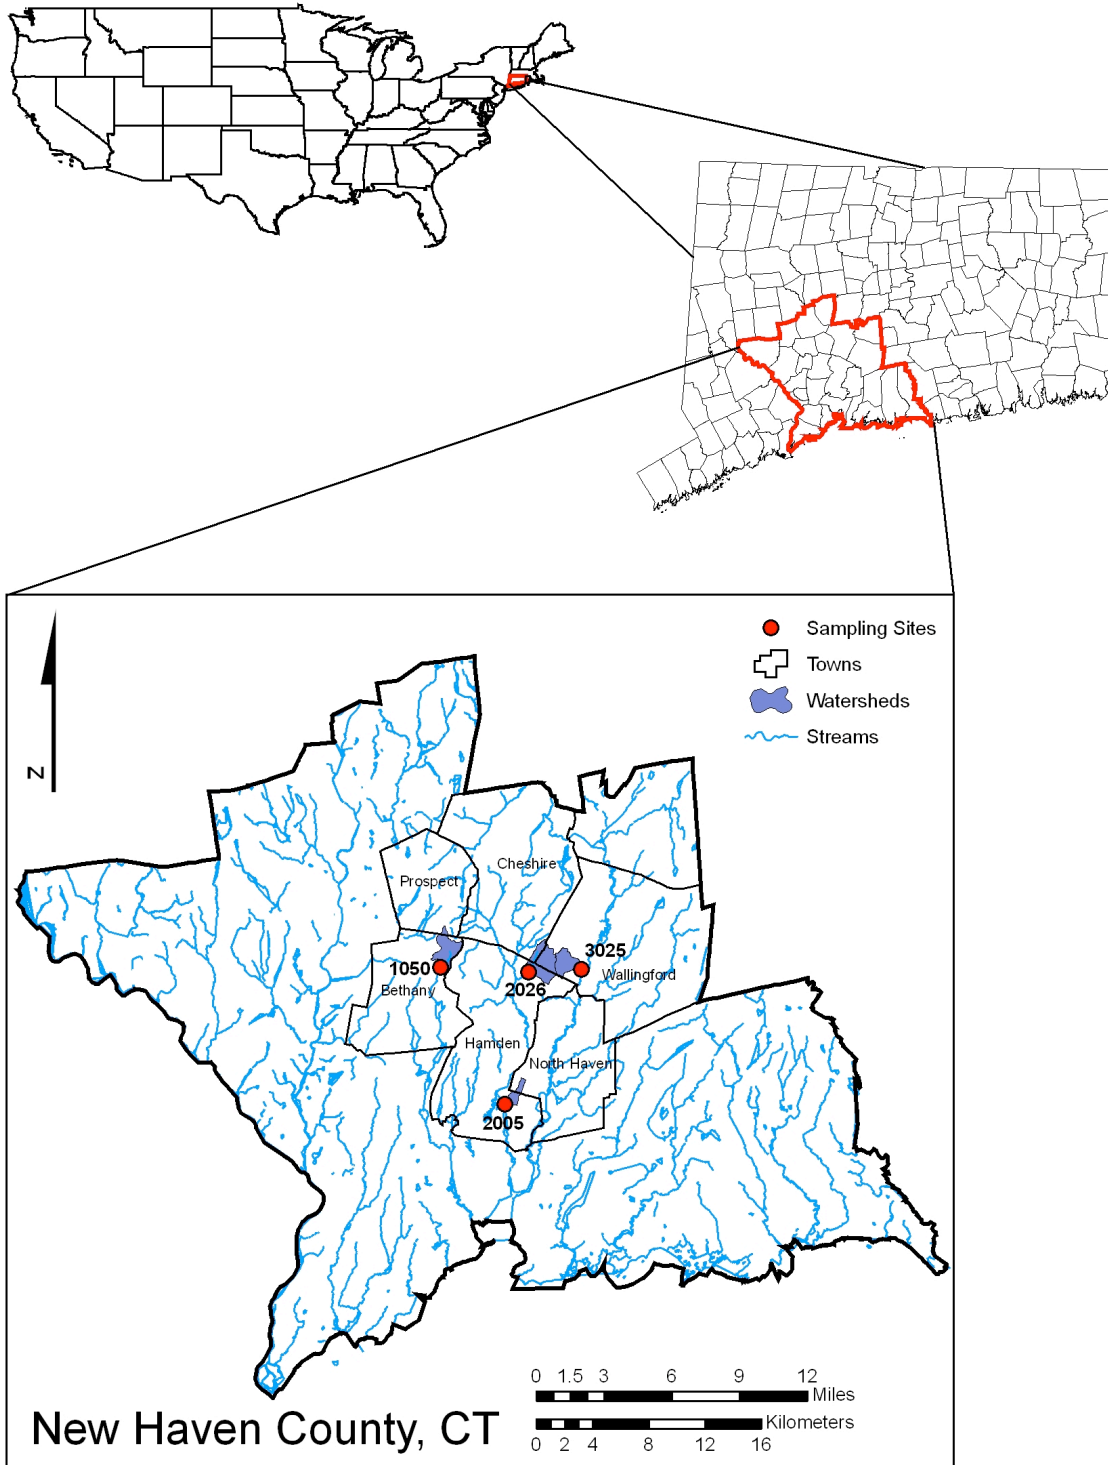 Sampling Sites
Towns
Watersheds
Streams
N
Cheshire
Prospect
3025
1050
Wallingford
2026
Bethany
Hamden
North Haven
2005
0 1.5 3 6 9 12
Miles
Kilometers
0 2 4 8 12 16
New Haven County, CT